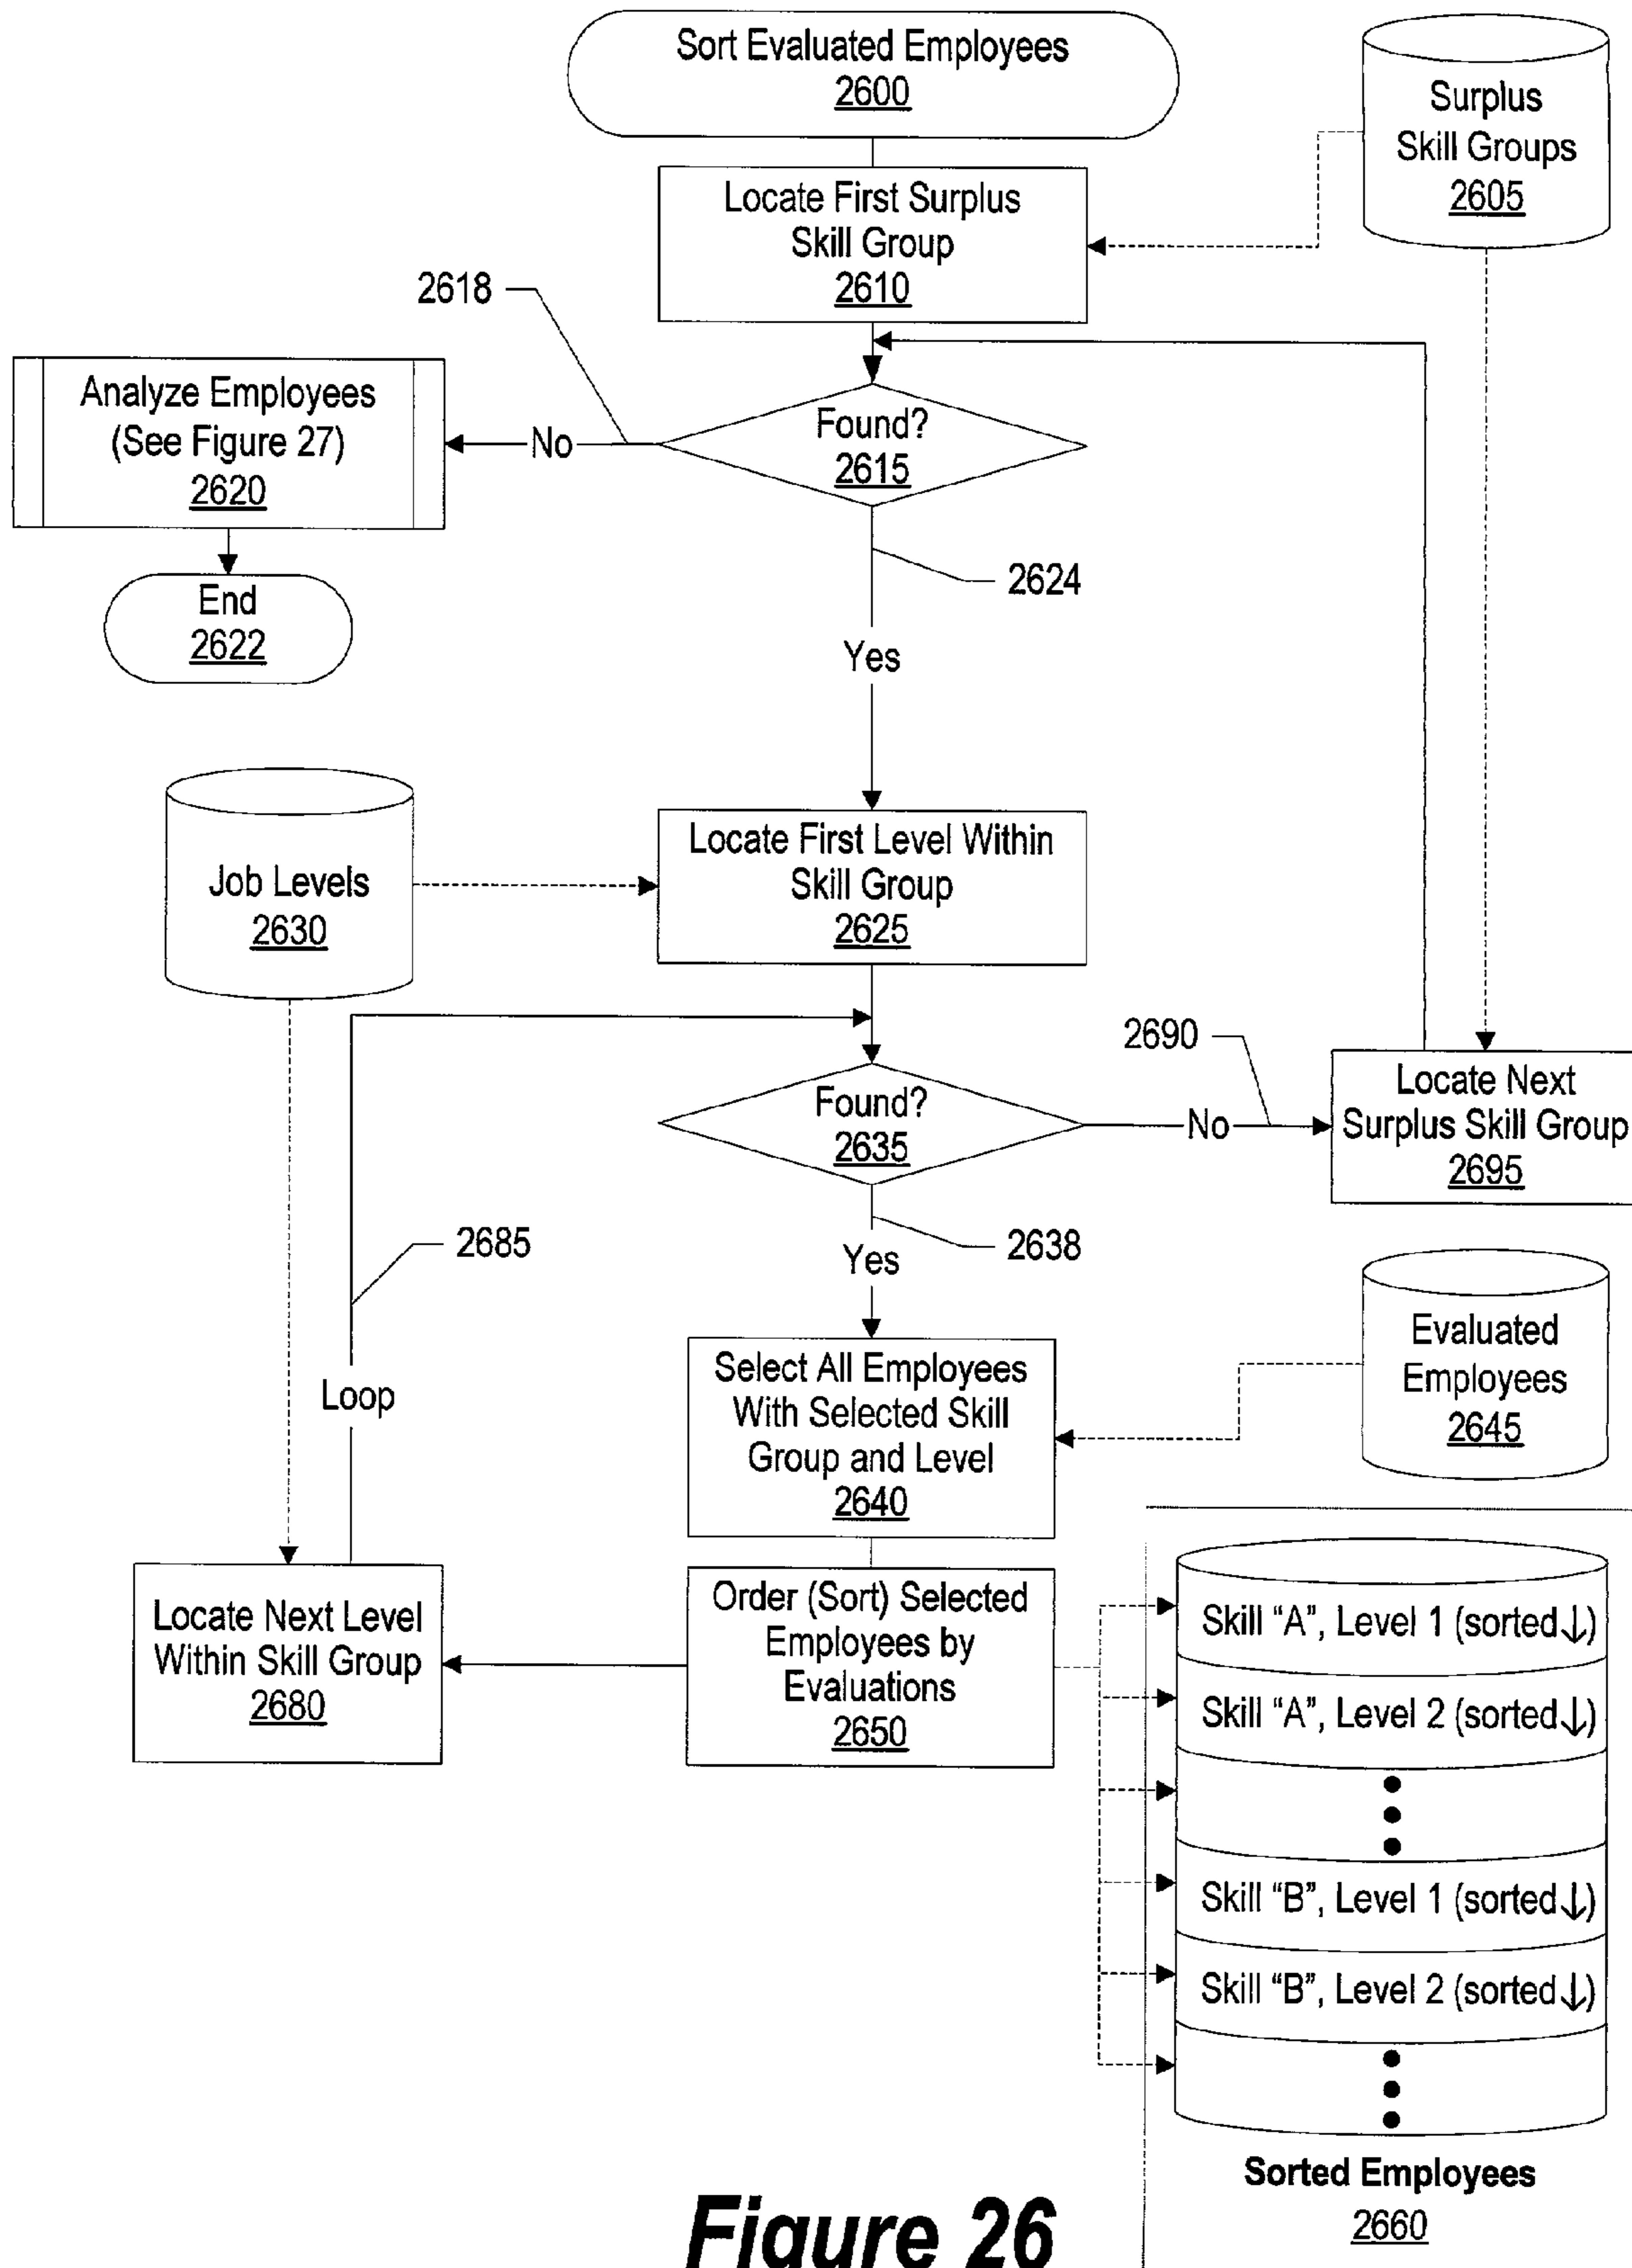 Sort Evaluated Employees
2600
Surplus
Skill Groups
2605
Locate First Surplus
Skill Group
2610
2618
Analyze Employees
(See Figure 27)
2620
No
Found?
2615
End
2622
2624
Yes
Job Levels
2630
Locate First Level Within
Skill Group
2625
Found?
2635
2690
No
Locate Next
Surplus Skill Group
2695
2685
2638
Yes
Loop
Select All Employees
With Selected Skill
Group and Level
2640
Evaluated
Employees
2645
Locate Next Level
Within Skill Group
2680
Order (Sort) Selected
Employees by
Evaluations
2650
Skill “A”, Level 1 (sorted↓)
Skill “A”, Level 2 (sorted↓)
Skill “B”, Level 1 (sorted↓)
Skill “B”, Level 2 (sorted↓)
Sorted Employees
2660
Figure 26